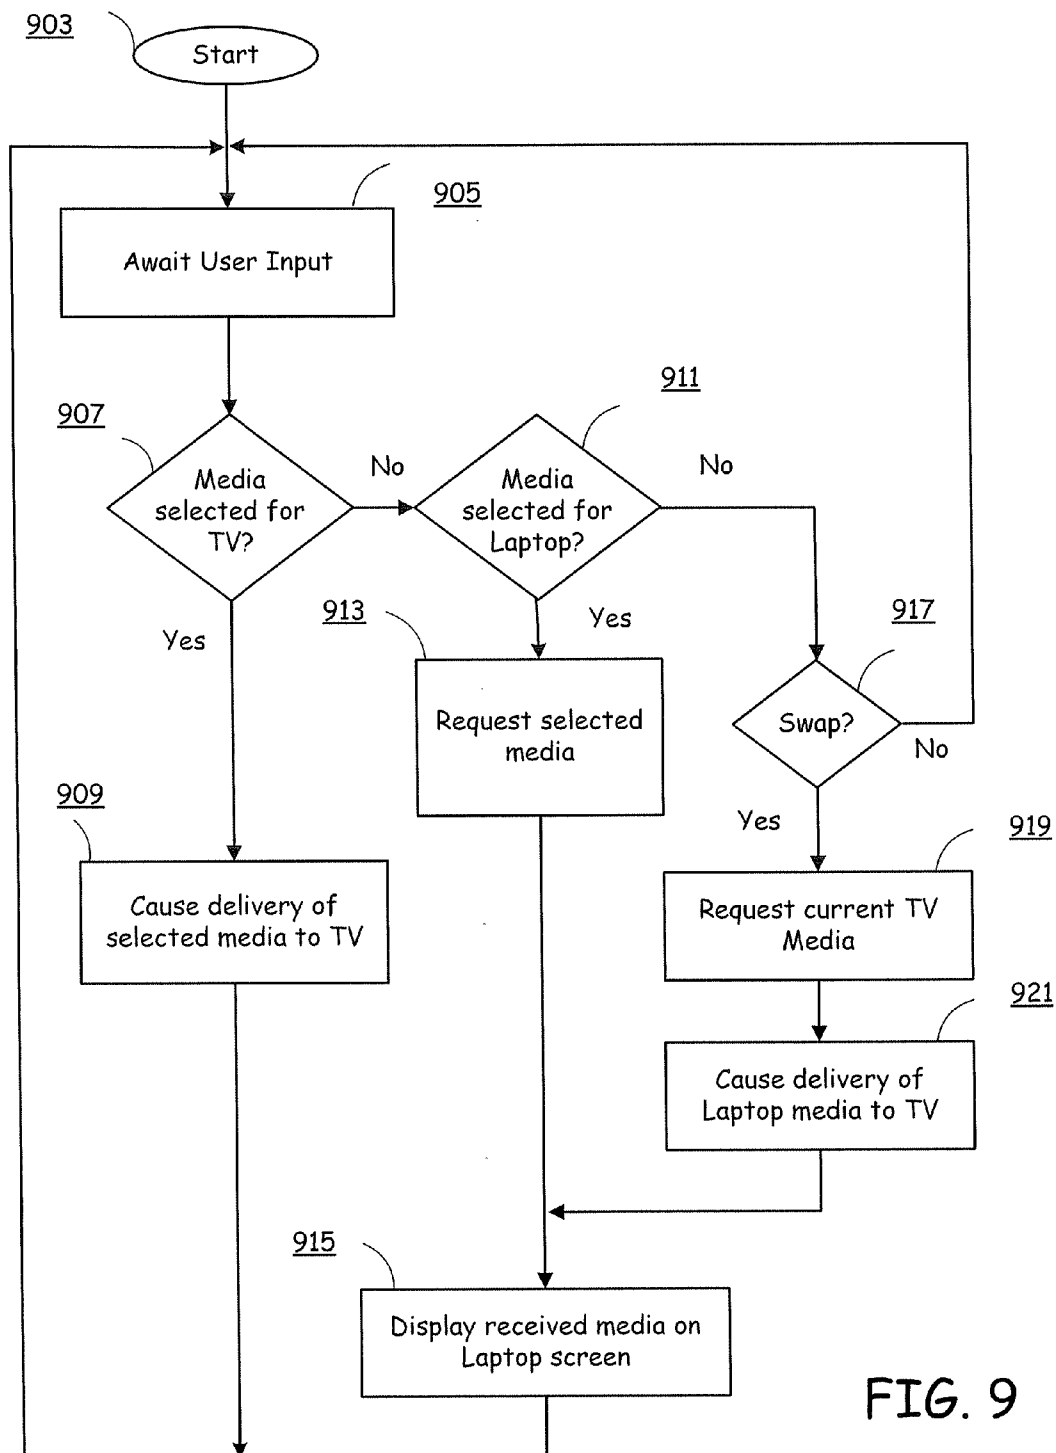 903
Start
905
Await User Input
911
907
Media
selected for
TV?
No
Media
selected for
Laptop?
No
Yes
913
Yes
917
Request selected
media
Swap?
No
909
Yes
919
Cause delivery of
selected media to TV
Request current TV
Media
921
Cause delivery of
Laptop media to TV
915
Display received media on
Laptop screen
FIG. 9